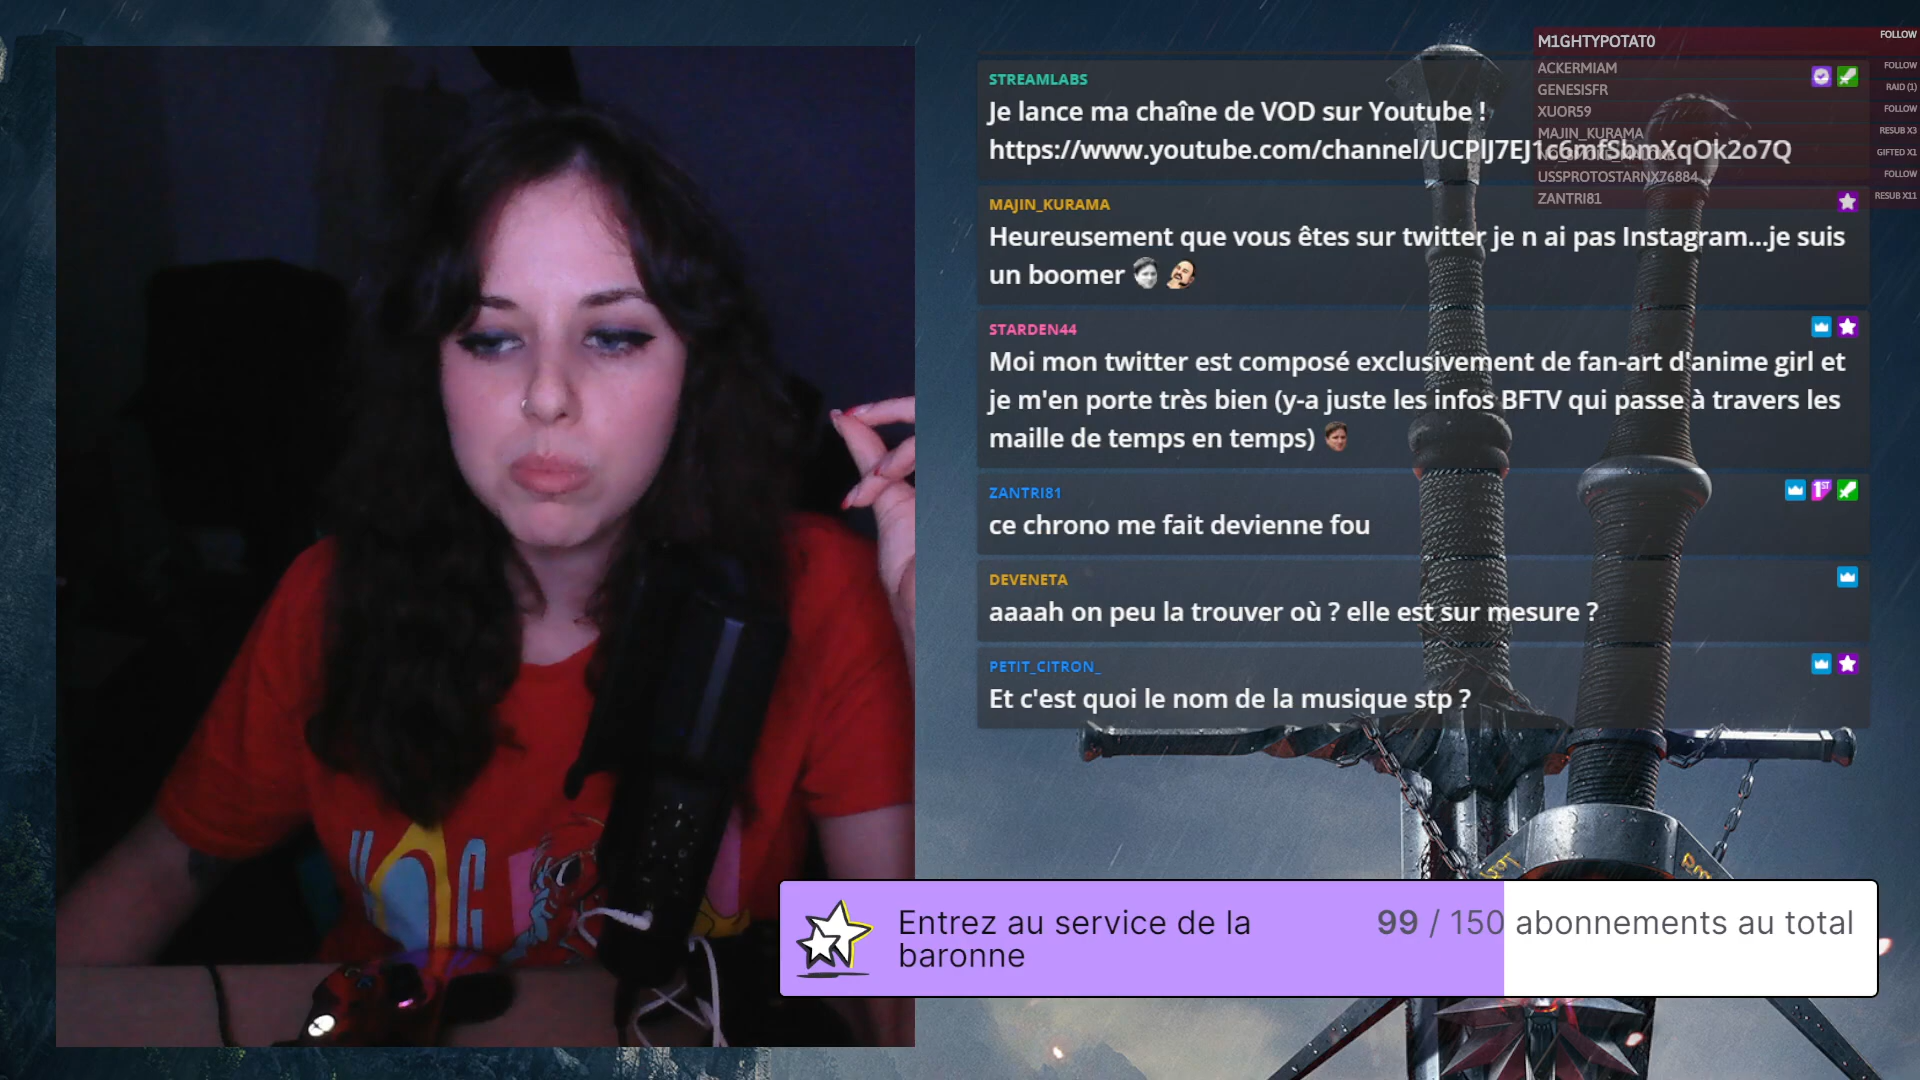 STREAMLABS
Je lance ma chaîne de VOD sur Youtube !
https://www.youtube.com/channel/UCPlJ7EJ1c6mfSbmXqOk2o7Q
MAJIN_KURAMA
Heureusement que vous êtes sur twitter je n ai pas Instagram...je suis
un boomer
STARDEN44
Moi mon twitter est composé exclusivement de fan-art d'anime girl et
je m'en porte très bien (y-a juste les infos BFTV qui passe à travers les
maille de temps en temps)
ZANTRI81
1ST
ce chrono me fait devienne fou
DEVENETA
aaaah on peu la trouver où ? elle est sur mesure ?
PETIT_CITRON_
Et c'est quoi le nom de la musique stp ?
M1GHTYPOTAT0 FOLLOW
ACKERMIAM FOLLOW
GENESISFR RAID (1)
XUOR59 FOLLOW
MAJIN_KURAMA RESUB X3
GIFTED X1
USSPROTOSTARNX76884 FOLLOW
ZANTRI81 RESUB X11
Entrez au service de la
baronne
99 / 150 abonnements au total